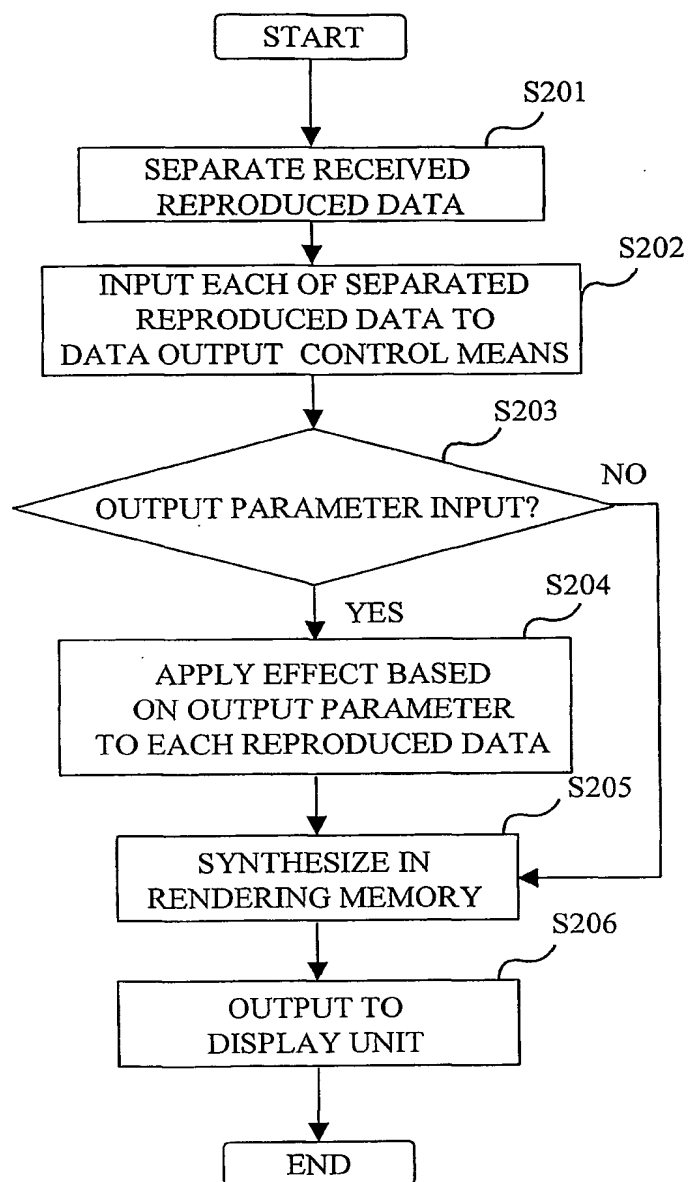 START
S201
SEPARATE RECEIVED
REPRODUCED DATA
S202
INPUT EACH OF SEPARATED
REPRODUCED DATA TO
DATA OUTPUT CONTROL MEANS
S203
NO
OUTPUT PARAMETER INPUT?
S204
YES
APPLY EFFECT BASED
ON OUTPUT PARAMETER
TO EACH REPRODUCED DATA
S205
SYNTHESIZE IN
RENDERING MEMORY
S206
OUTPUT TO
DISPLAY UNIT
END